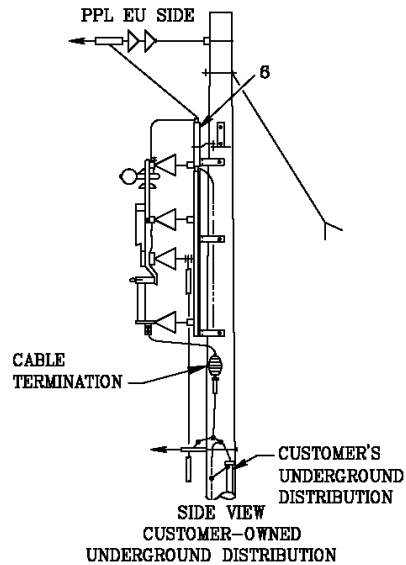 PPL EU SIDE
6
CABLE
TERMINATION
CUSTOMER'S
UNDERGROUND
DISTRIBUTION
SIDE VIEW
CUSTOMER-OWNED
UNDERGROUND DISTRIBUTION